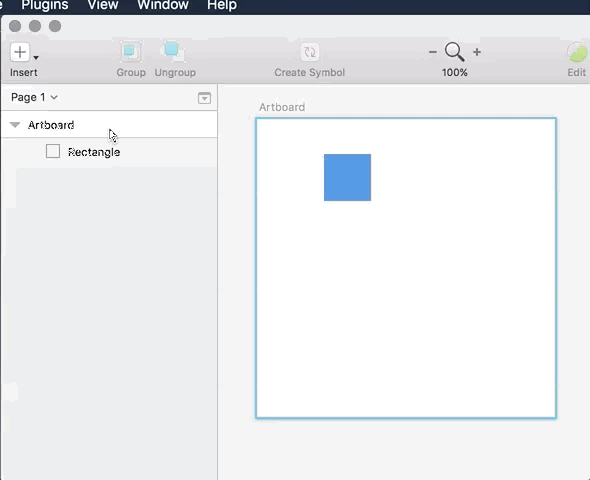 Plugins View Window Help
Insert Group Ungroup Create Symbol 100% Edit
Page 1
Artboard
Rectangle
Artboard